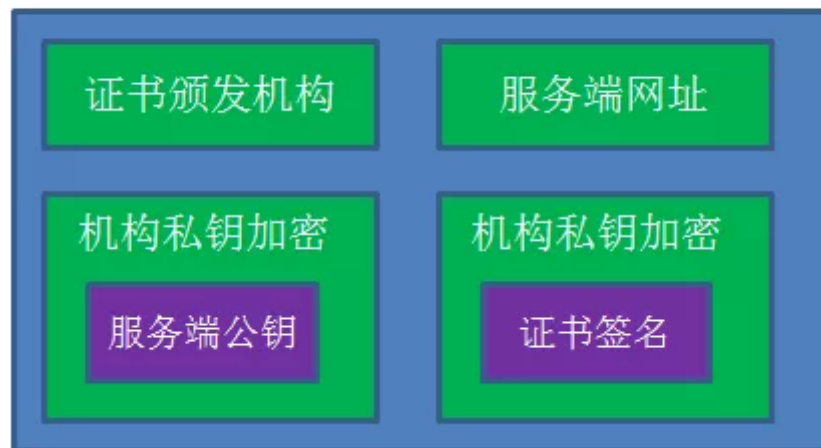 证书颁发机构
服务端网址
机构私钥加密
服务端公钥
机构私钥加密
证书签名